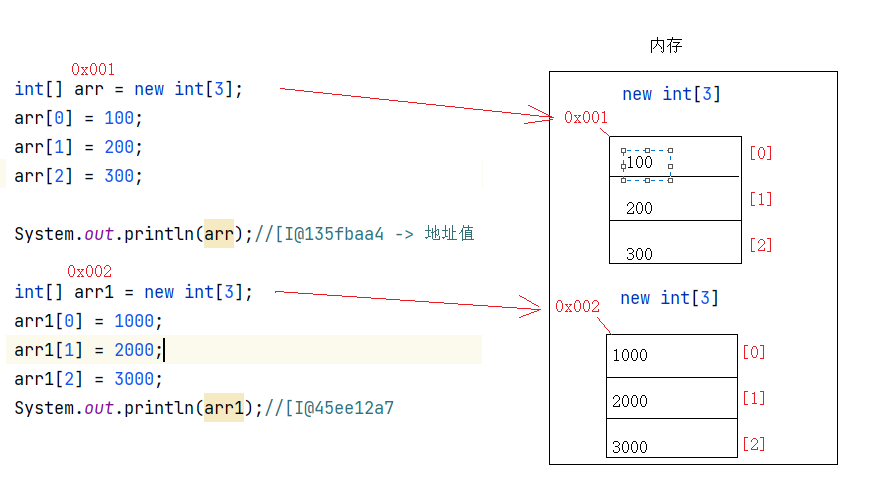 0x001
int[] arr = new int[3];
arr[0] = 100;
arr[1] = 200;
arr[2] = 300;
System.out.println(arr);//[I@135fbaa4 -> 地址值
0x002
int[] arr1 = new int[3];
arr1[0] = 1000;
arr1[1] = 2000;
arr1[2] = 3000;
System.out.println(arr1);//[I@45ee12a7
内存
new int[3]
0x001
100 [0]
200 [1]
300 [2]
new int[3]
0x002
1000 [0]
2000 [1]
3000 [2]